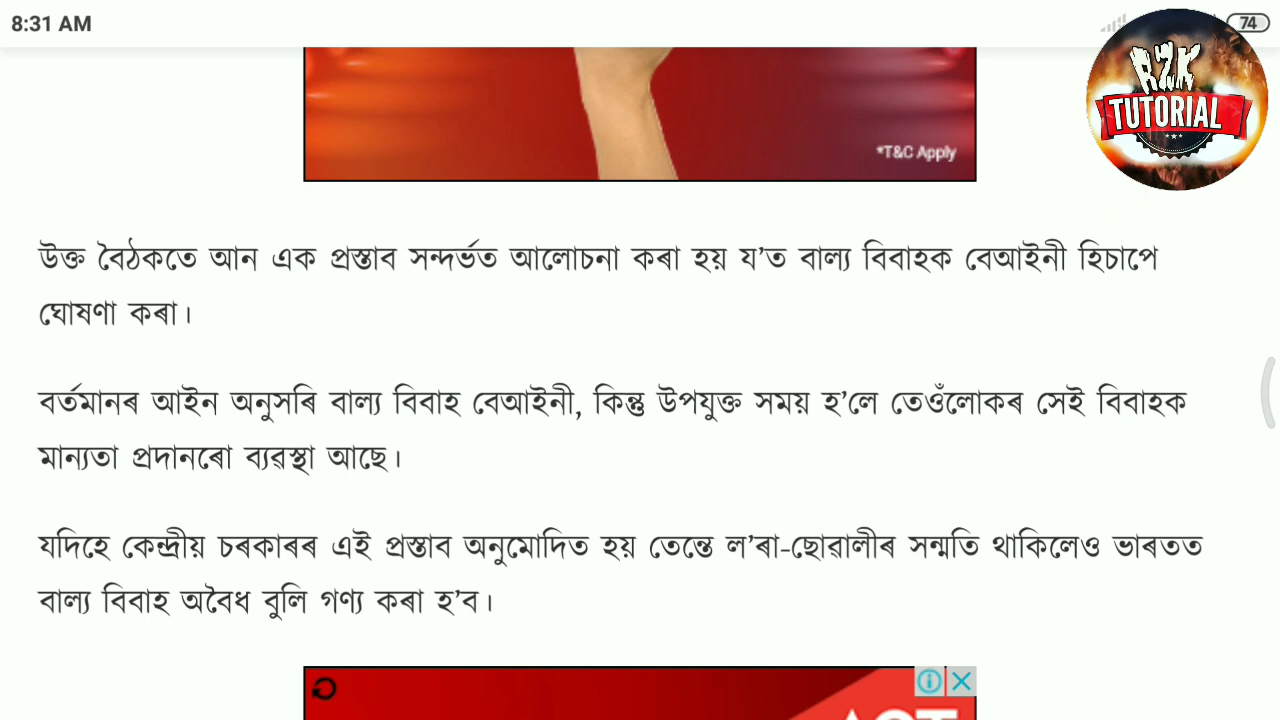 8:31 AM
74
RZK
TUTORIAL
*T&C Apply
উক্ত বৈঠকতে আন এক প্ৰস্তাব সন্দৰ্ভত আলোচনা কৰা হয় য’ত বাল্য বিবাহক বেআইনী হিচাপে
ঘোষণা কৰা।
বৰ্তমানৰ আইন অনুসৰি বাল্য বিবাহ বেআইনী, কিন্তু উপযুক্ত সময় হ’লে তেওঁলোকৰ সেই বিবাহক
মান্যতা প্ৰদানৰো ব্যৱস্থা আছে।
যদিহে কেন্দ্ৰীয় চৰকাৰৰ এই প্ৰস্তাব অনুমোদিত হয় তেন্তে ল’ৰা-ছোৱালীৰ সন্মতি থাকিলেও ভাৰতত
বাল্য বিবাহ অবৈধ বুলি গণ্য কৰা হ’ব।